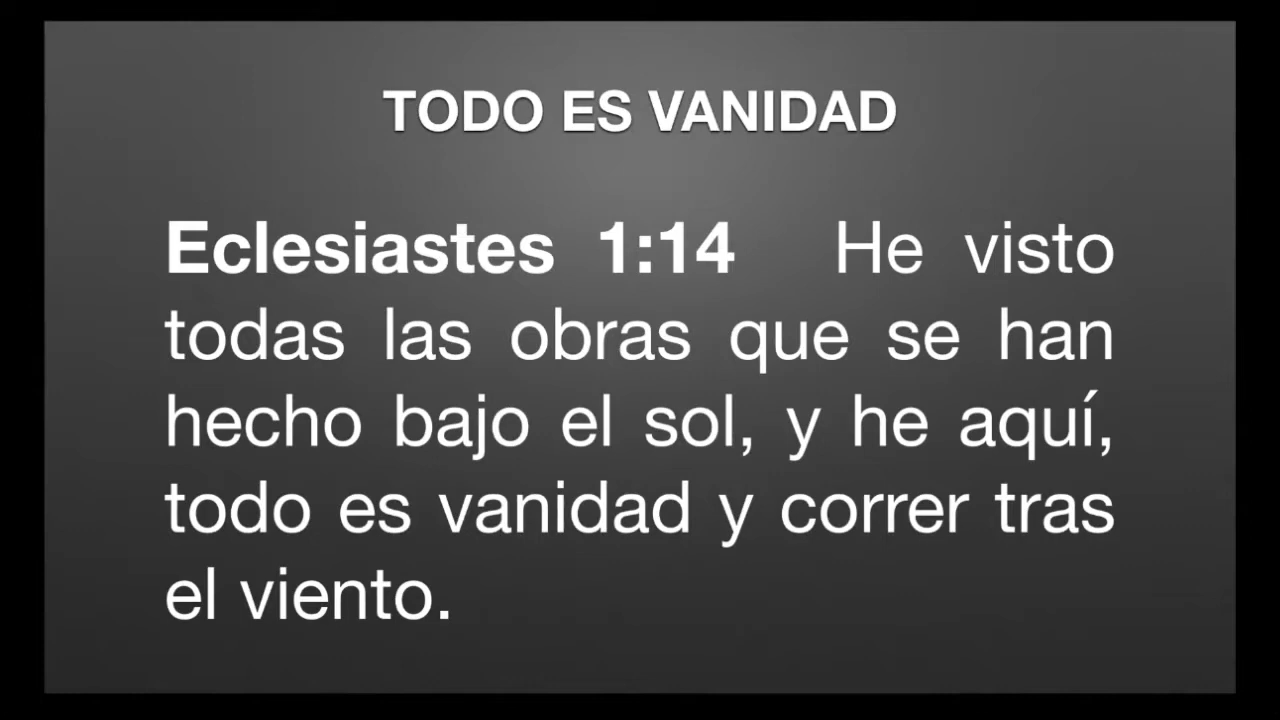 TODO ES VANIDAD
Eclesiastes 1:14 He visto
todas las obras que se han
hecho bajo el sol, y he aquí,
todo es vanidad y correr tras
el viento.